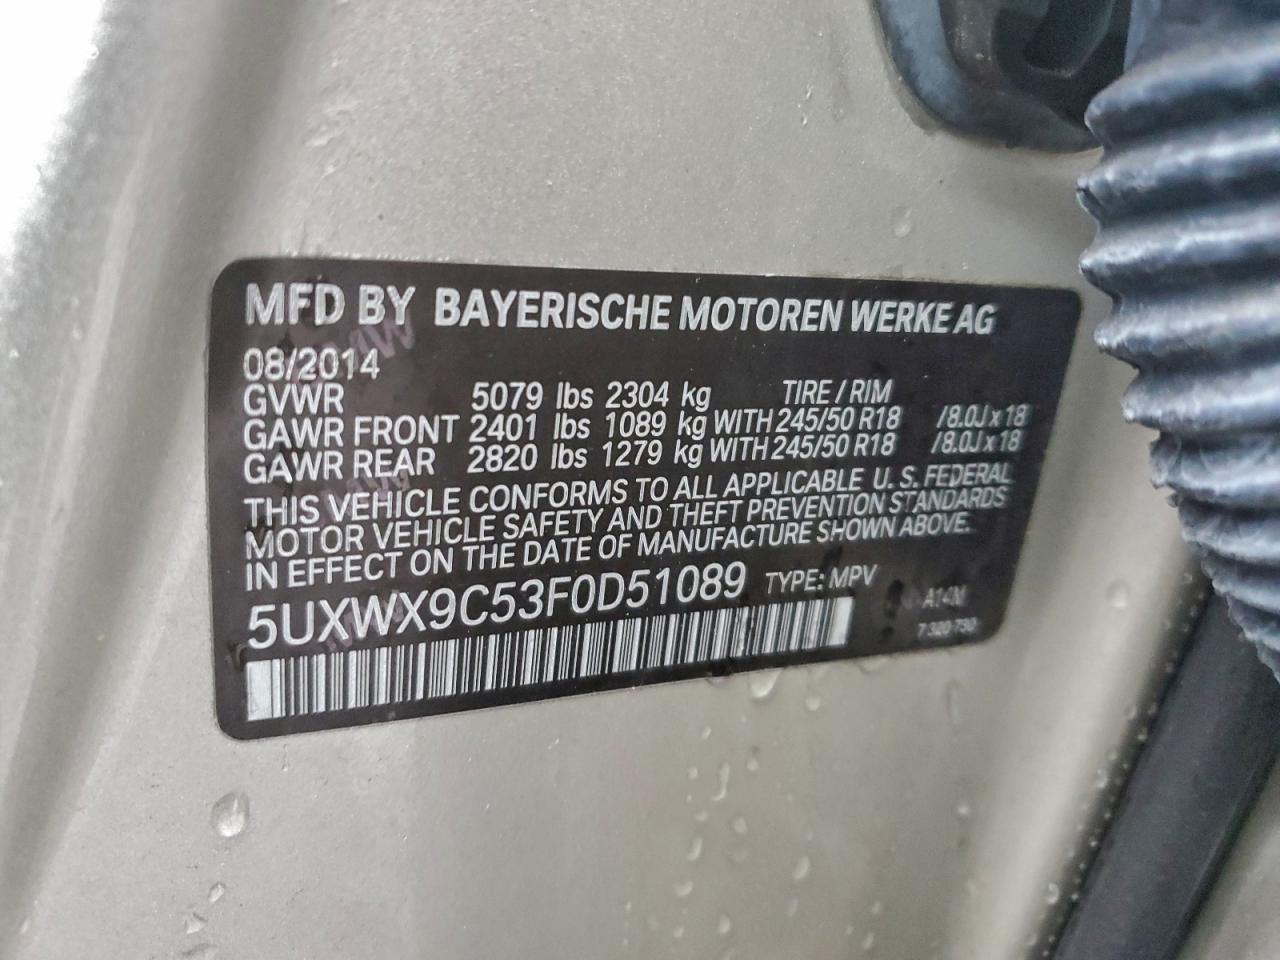 MFD BY BAYERISCHE MOTOREN WERKE AG
08/2014
GVWR 5079 lbs 2304 kg TIRE / RIM
GAWR FRONT 2401 lbs 1089 kg WITH 245/50 R18 /8.0J x 18
GAWR REAR 2820 lbs 1279 kg WITH 245/50 R18 /8.0J x 18
THIS VEHICLE CONFORMS TO ALL APPLICABLE U.S. FEDERAL
MOTOR VEHICLE SAFETY AND THEFT PREVENTION STANDARDS
IN EFFECT ON THE DATE OF MANUFACTURE SHOWN ABOVE.
5UXWX9C53F0D51089 TYPE: MPV
A14M
7 320 730